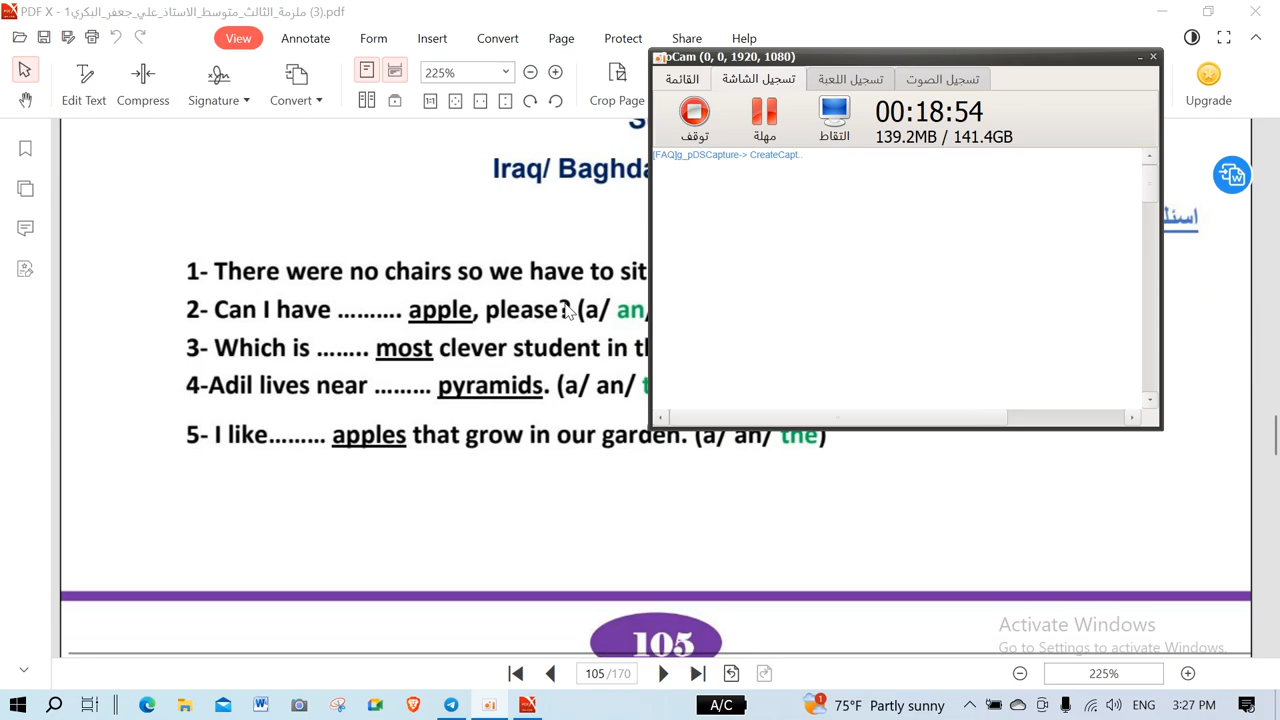 PDF X - 1ملزمة_الثالث_متوسط_الاستاذ_علي_جعفر_البكري (3).pdf
View Annotate Form Insert Convert Page Protect Share Help
225%
Edit Text Compress Signature Convert Crop Page Upgrade
Cam (0, 0, 1920, 1080)
القائمة تسجيل الشاشة تسجيل اللعبة تسجيل الصوت
00:18:54
139.2MB / 141.4GB
توقف مهلة التقاط
[FAQ]g_pDSCapture-> CreateCapt..
Iraq/ Baghda
1- There were no chairs so we have to sit
2- Can I have .......... apple, please? (a/ an/
3- Which is ........ most clever student in th
4-Adil lives near ......... pyramids. (a/ an/ t
5- I like......... apples that grow in our garden. (a/ an/ the)
105
Activate Windows
Go to Settings to activate Windows.
105 /170
225%
A/C
1
75°F Partly sunny
ENG
3:27 PM